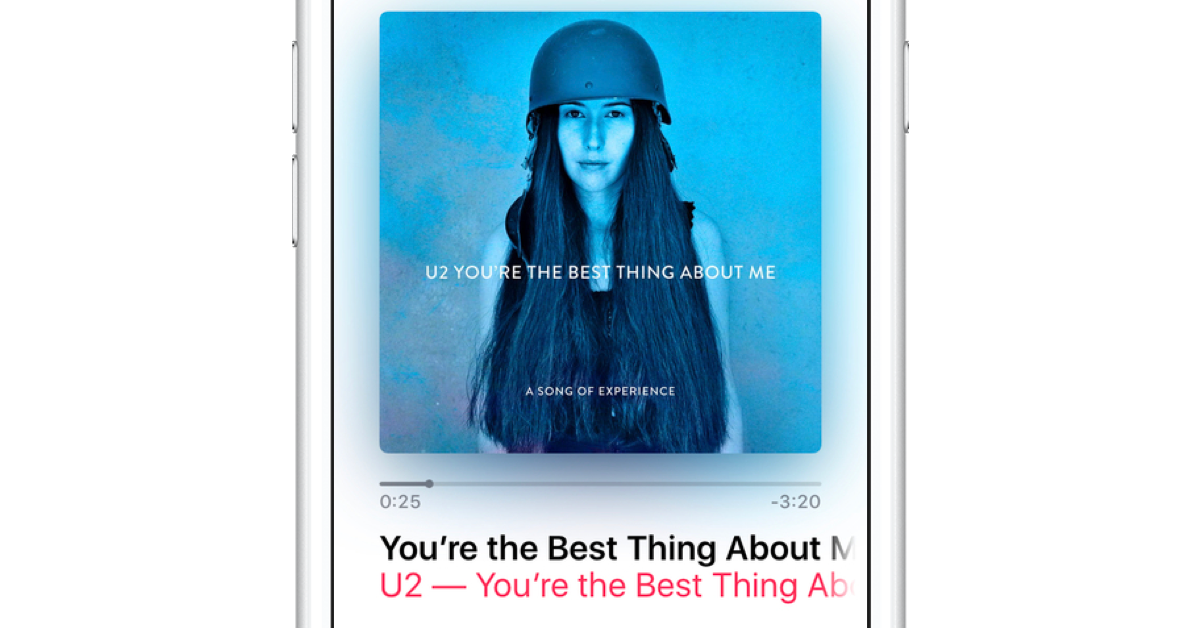 U2 YOU'RE THE BEST THING ABOUT ME
A SONG OF EXPERIENCE
0:25
-3:20
You're the Best Thing About M
U2 — You're the Best Thing Abo